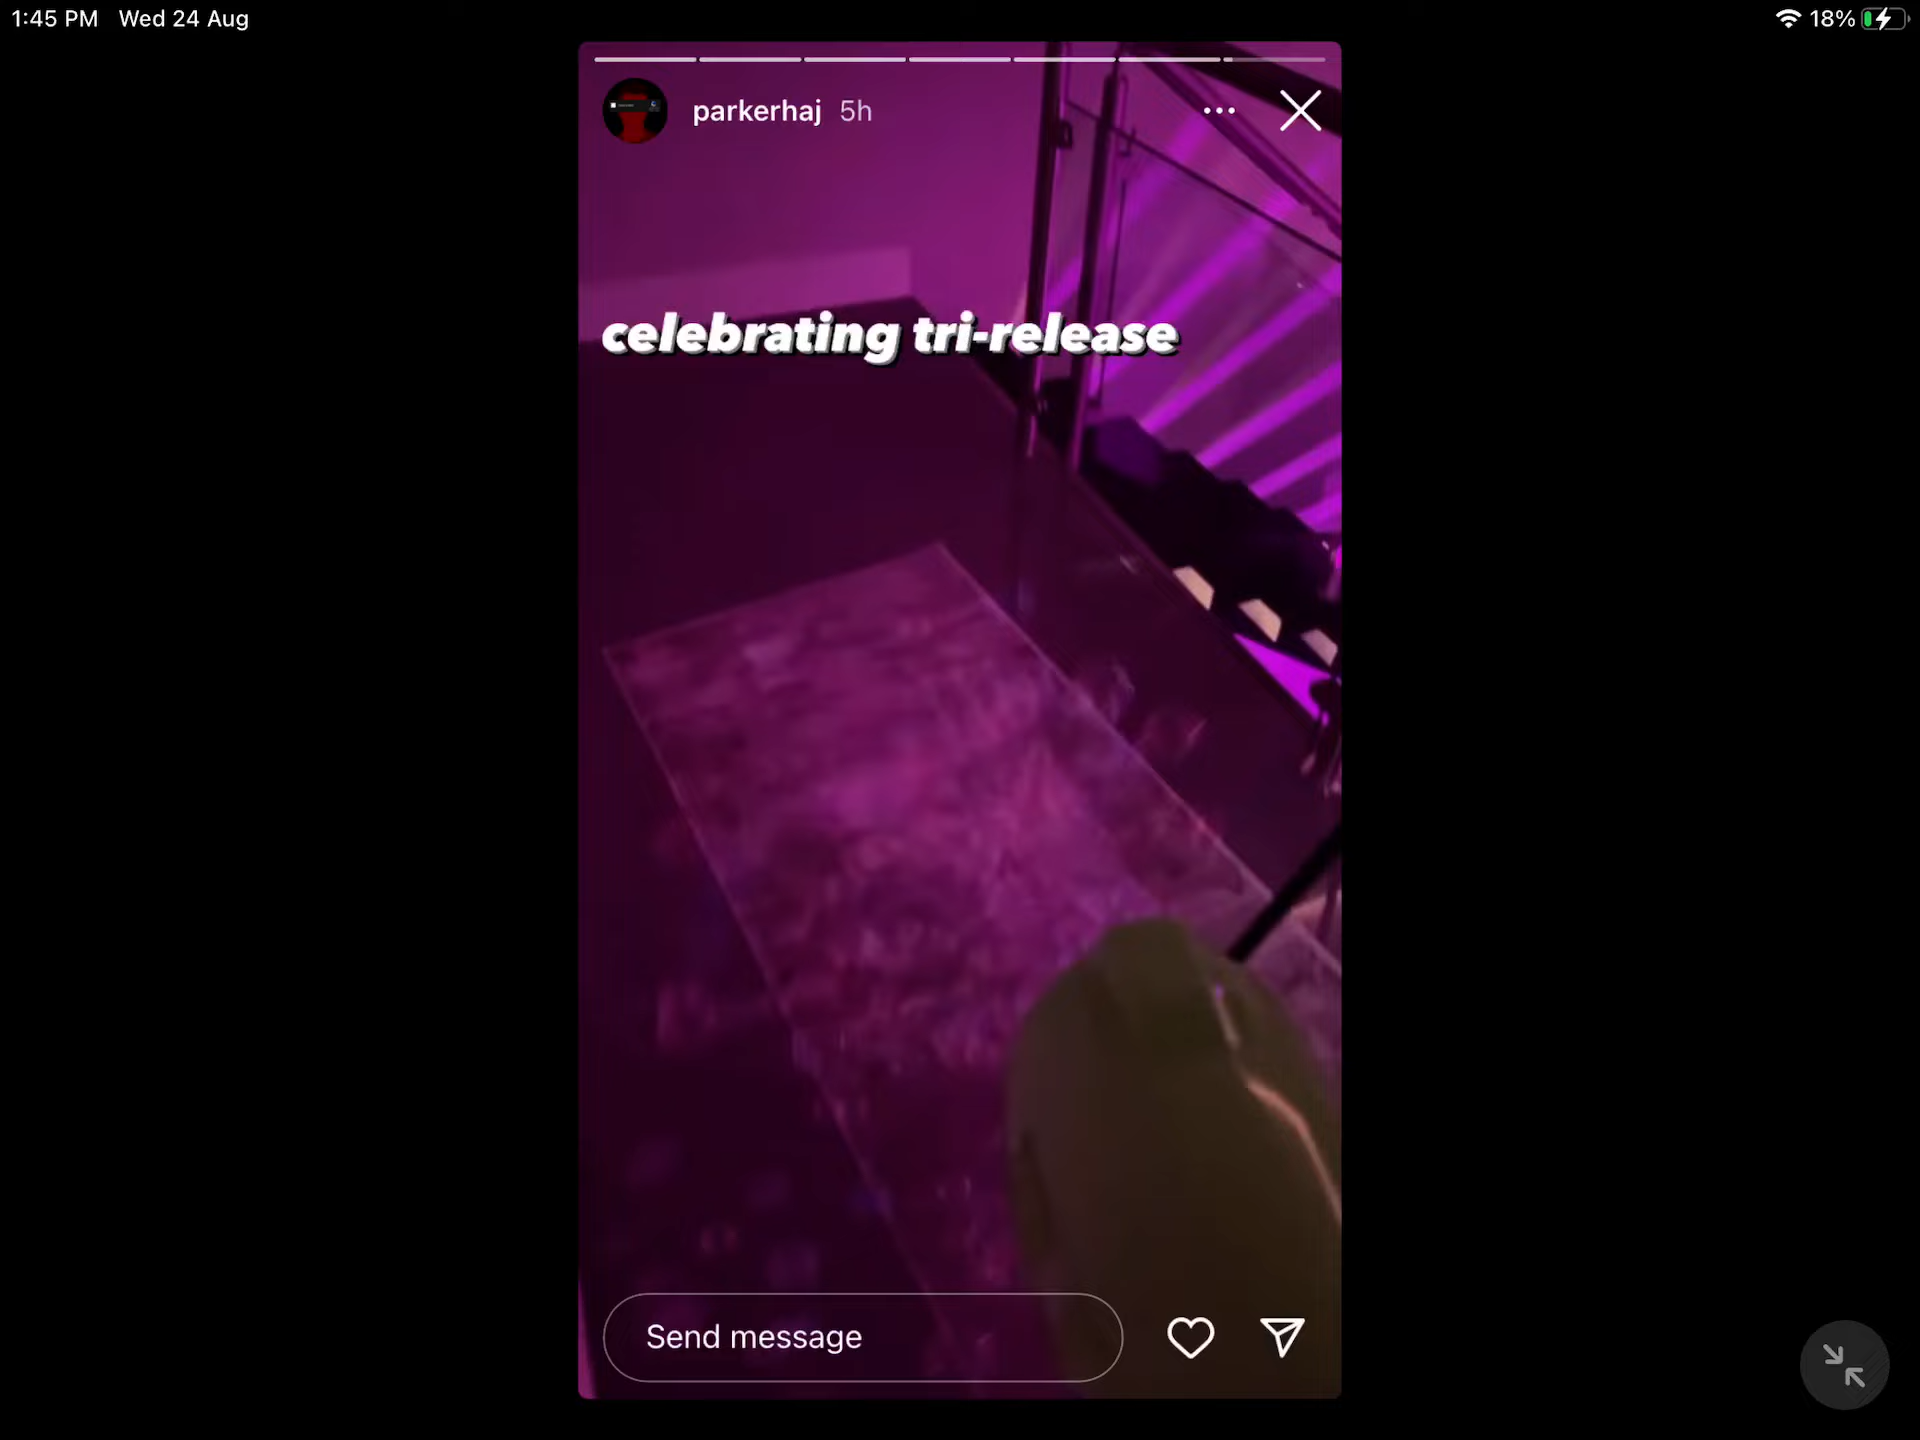 1:45 PM Wed 24 Aug
18%
parkerhaj 5h
celebrating tri-release
Send message